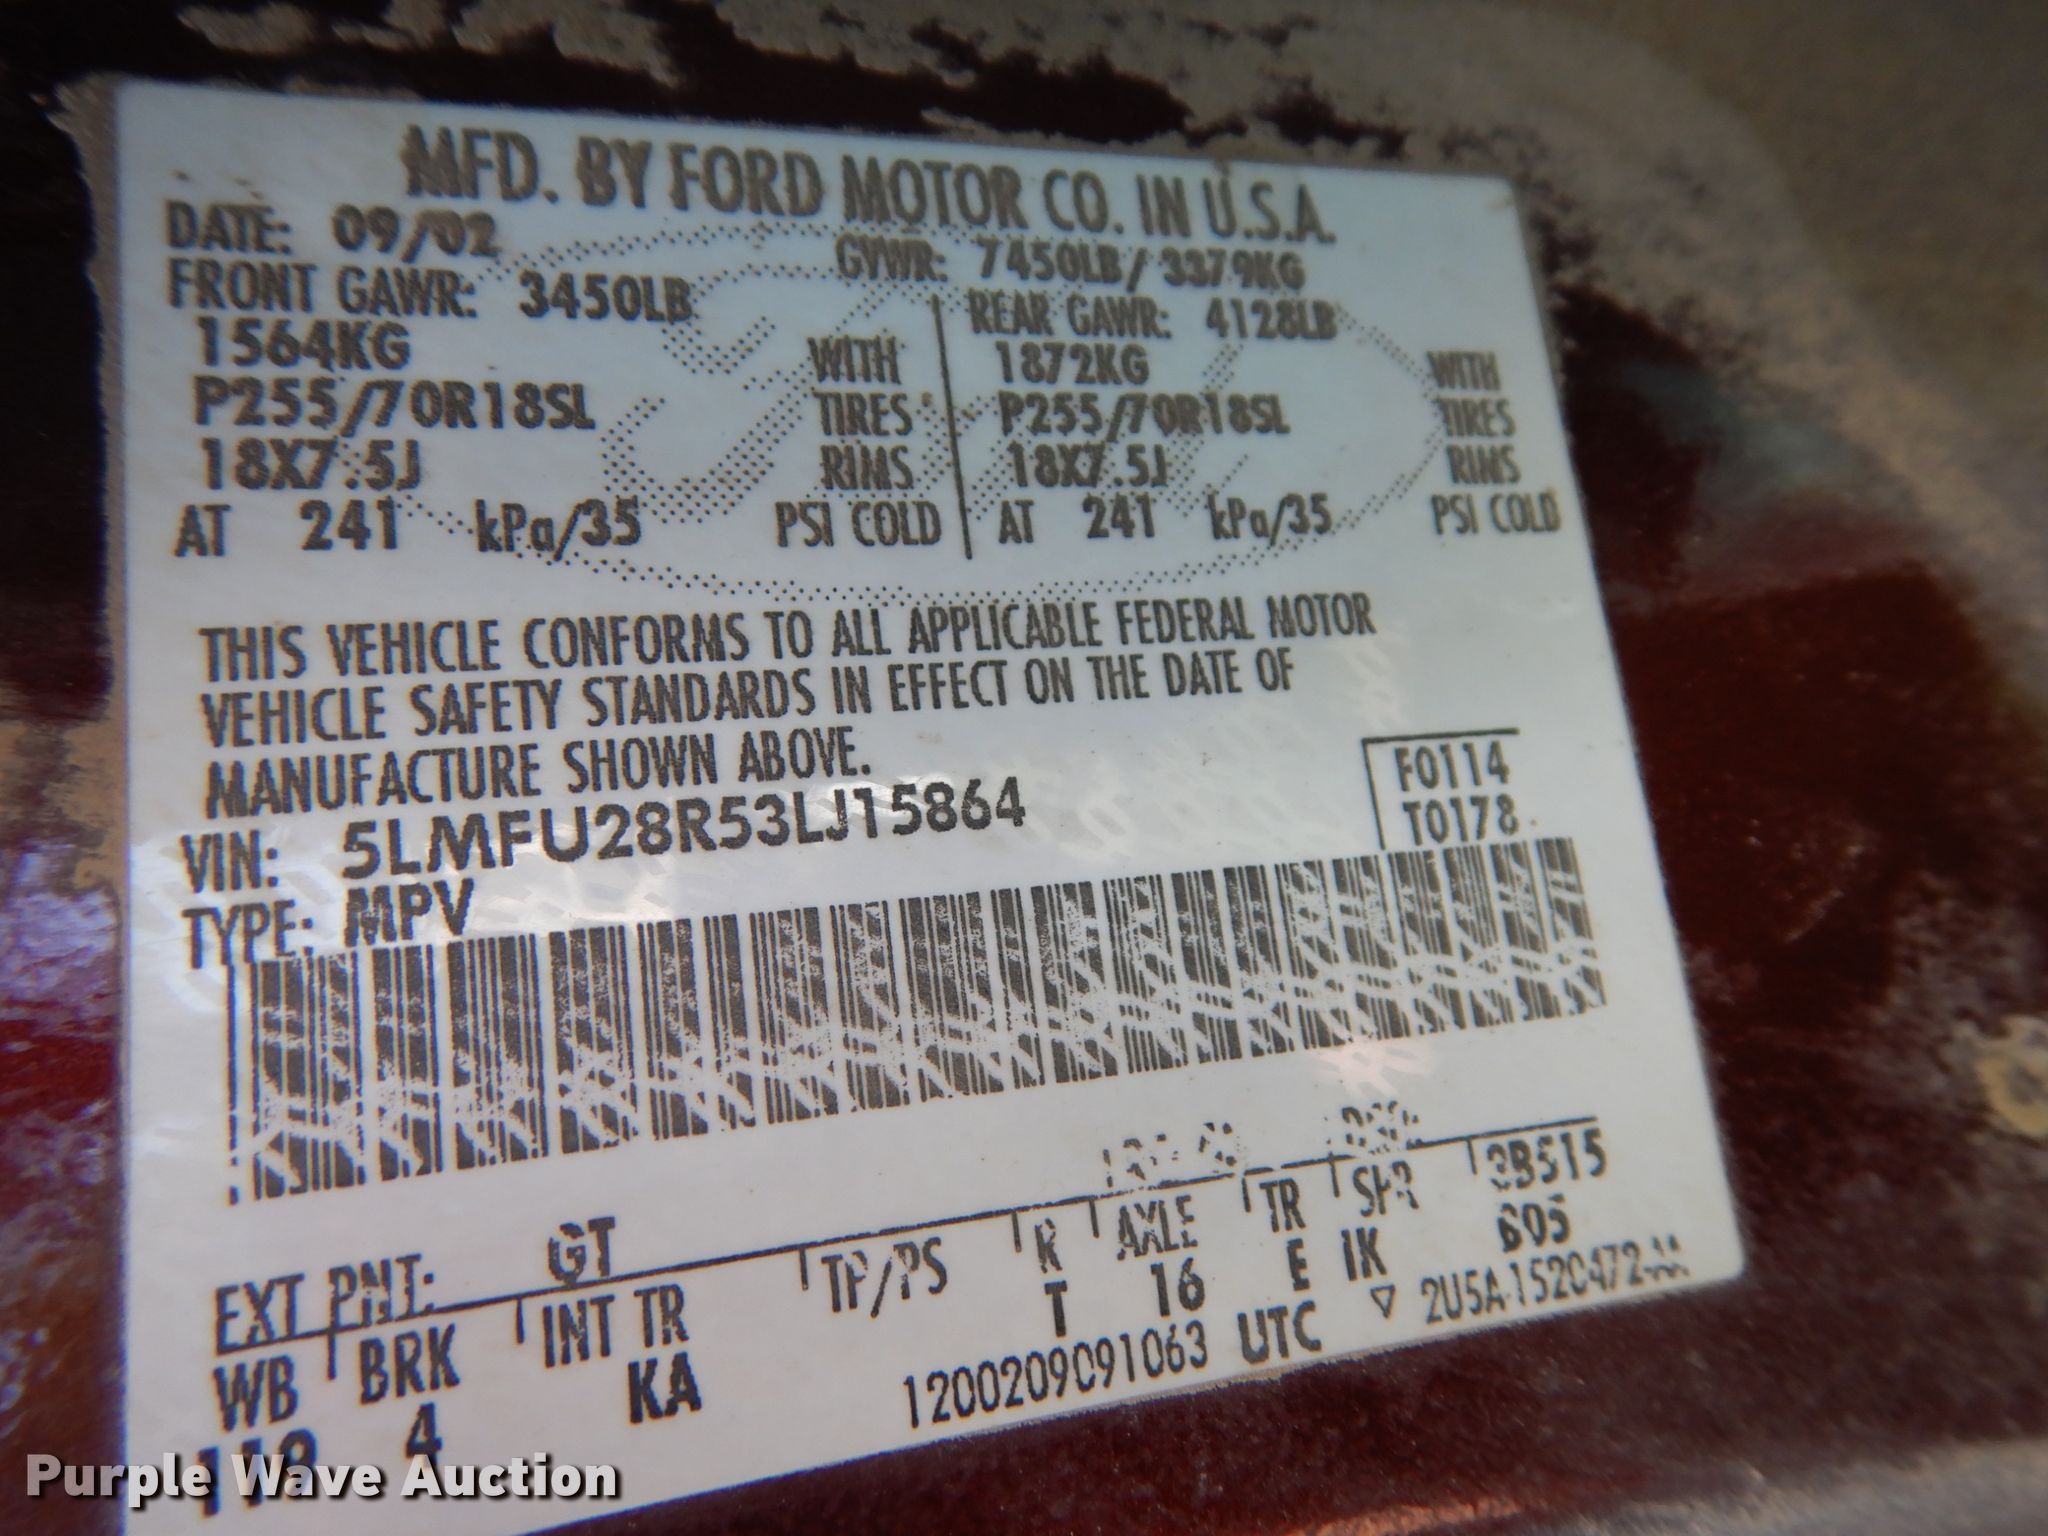 MFD. BY FORD MOTOR CO. IN U.S.A.
DATE: 09/02 GVWR: 7450LB/ 3379KG
FRONT GAWR: 3450LB REAR GAWR: 4128LB
1564KG WITH 1872KG WITH
P255/70R18SL TIRES P255/70R18SL TIRES
18X7.5J RIMS 18X7.5J RIMS
AT 241 kPa/35 PSI COLD AT 241 kPa/35 PSI COLD
THIS VEHICLE CONFORMS TO ALL APPLICABLE FEDERAL MOTOR
VEHICLE SAFETY STANDARDS IN EFFECT ON THE DATE OF
MANUFACTURE SHOWN ABOVE.
F0114
T0178
VIN: 5LMFU28R53LJ15864
TYPE: MPV
EXT PNT: GT
WB BRK INT TR TP/PS R AXLE TR SPR
119 4 KA T 16 E IK 605
1200209091063 UTC ▽
Purple Wave Auction